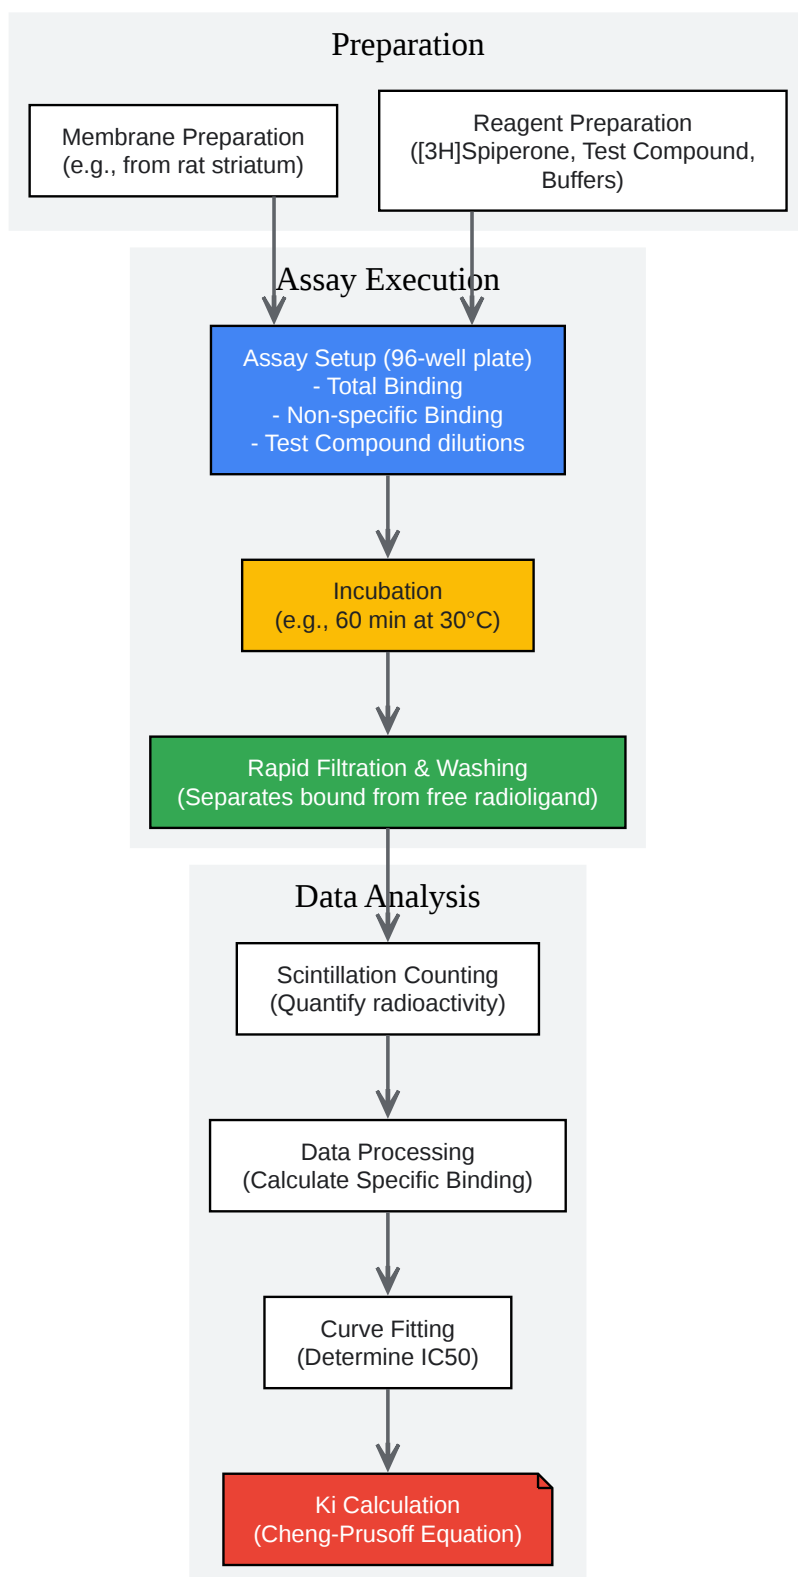 Preparation
Membrane Preparation
(e.g., from rat striatum)
Reagent Preparation
([3H]Spiperone, Test Compound,
Buffers)
Assay Execution
Assay Setup (96-well plate)
- Total Binding
- Non-specific Binding
- Test Compound dilutions
Incubation
(e.g., 60 min at 30°C)
Rapid Filtration & Washing
(Separates bound from free radioligand)
Data Analysis
Scintillation Counting
(Quantify radioactivity)
Data Processing
(Calculate Specific Binding)
Curve Fitting
(Determine IC50)
Ki Calculation
(Cheng-Prusoff Equation)